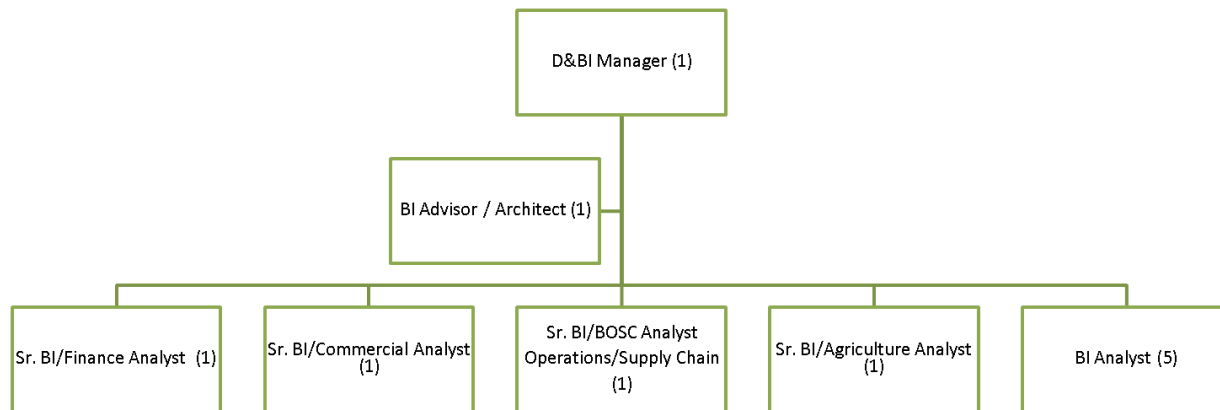 D&BI Manager (1)
BI Advisor / Architect (1)
Sr. BI/Finance Analyst  (1)
Sr. BI/Commercial Analyst
(1)
Sr. BI/BOSC Analyst
Operations/Supply Chain
(1)
Sr. BI/Agriculture Analyst
(1)
BI Analyst (5)